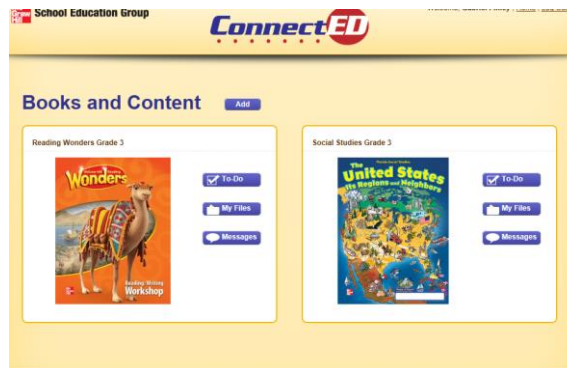 School Education Group
ConnectED
Books and Content
Add
Reading Wonders Grade 3
Wonders
Reading/Writing
Workshop
To-Do
My Files
Messages
Social Studies Grade 3
The
United States
Its Regions and Neighbors
To-Do
My Files
Messages